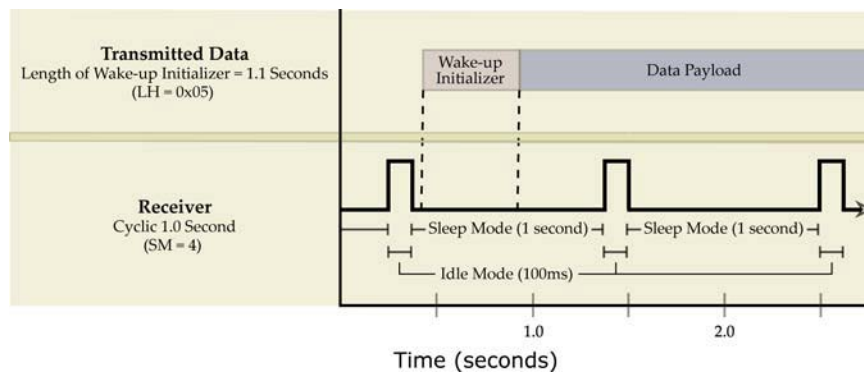 Transmitted Data
Length of Wake-up Initializer = 1.1 Seconds
(LH = 0x05)
Wake-up
Initializer
Data Payload
Receiver
Cyclic 1.0 Second
(SM = 4)
Sleep Mode (1 second)
Sleep Mode (1 second)
Idle Mode (100ms)
1.0
2.0
Time (seconds)